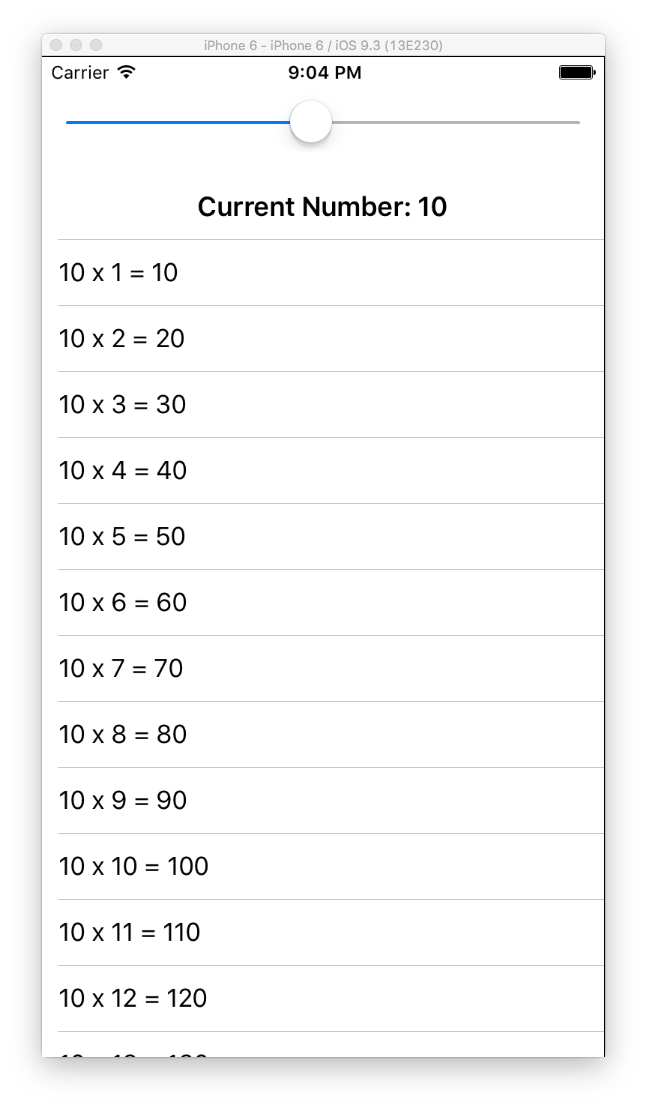 iPhone 6 - iPhone 6 / iOS 9.3 (13E230)
Carrier 9:04 PM
Current Number: 10
10 x 1 = 10
10 x 2 = 20
10 x 3 = 30
10 x 4 = 40
10 x 5 = 50
10 x 6 = 60
10 x 7 = 70
10 x 8 = 80
10 x 9 = 90
10 x 10 = 100
10 x 11 = 110
10 x 12 = 120